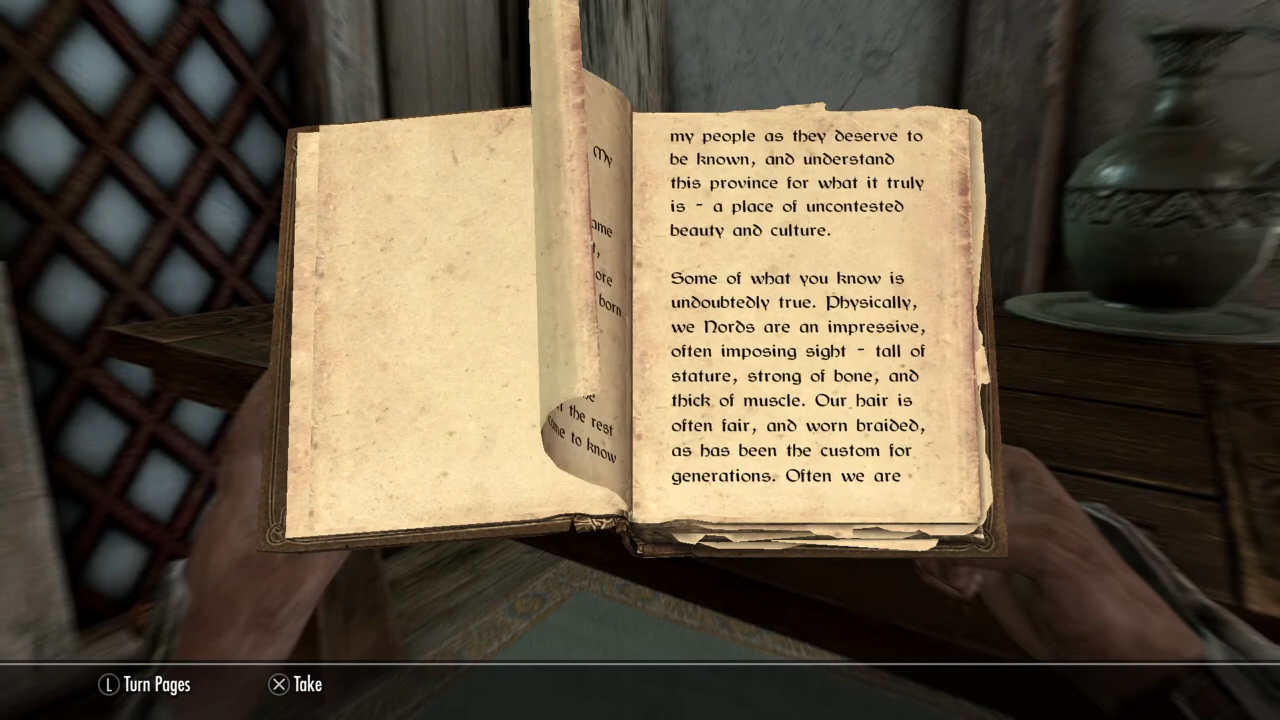 My
ame
t,
ore
born
the rest
to know
my people as they deserve to
be known, and understand
this province for what it truly
is - a place of uncontested
beauty and culture.
Some of what you know is
undoubtedly true. Physically,
we Nords are an impressive,
often imposing sight - tall of
stature, strong of bone, and
thick of muscle. Our hair is
often fair, and worn braided,
as has been the custom for
generations. Often we are
L Turn Pages
X Take